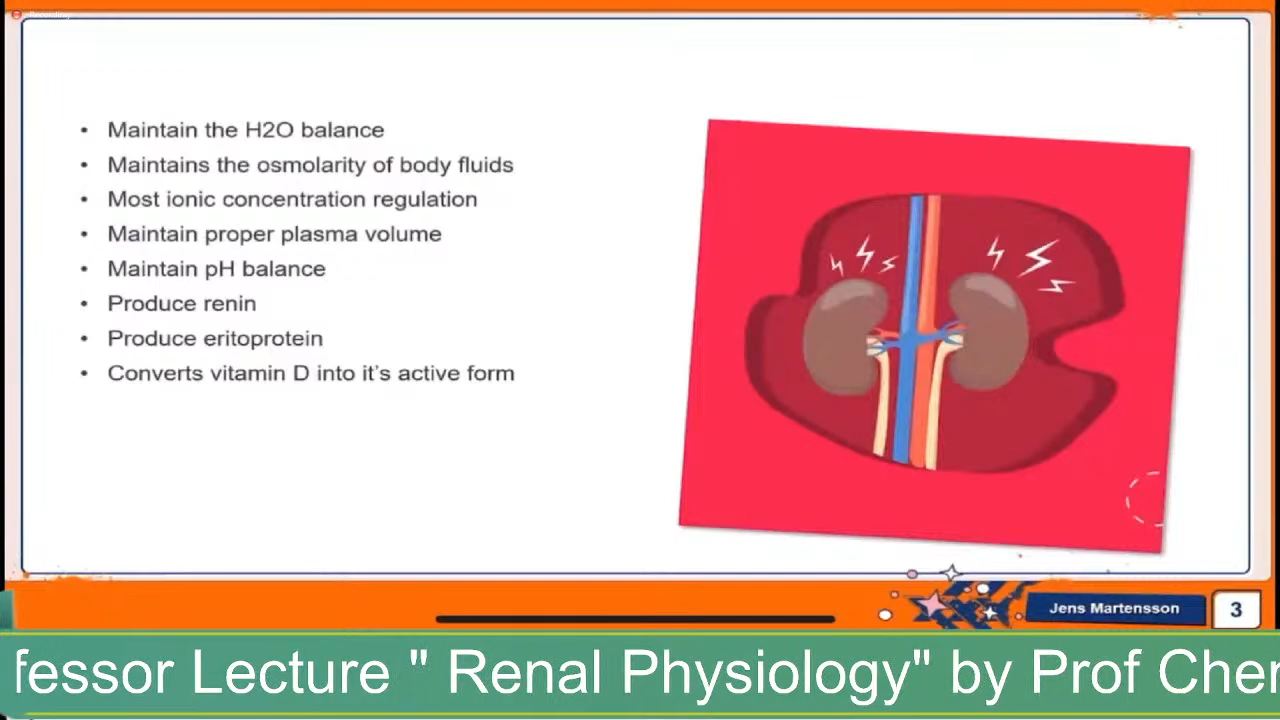 Recording
• Maintain the H2O balance
• Maintains the osmolarity of body fluids
• Most ionic concentration regulation
• Maintain proper plasma volume
• Maintain pH balance
• Produce renin
• Produce eritoprotein
• Converts vitamin D into it's active form
Jens Martensson
3
fessor Lecture " Renal Physiology" by Prof Cher